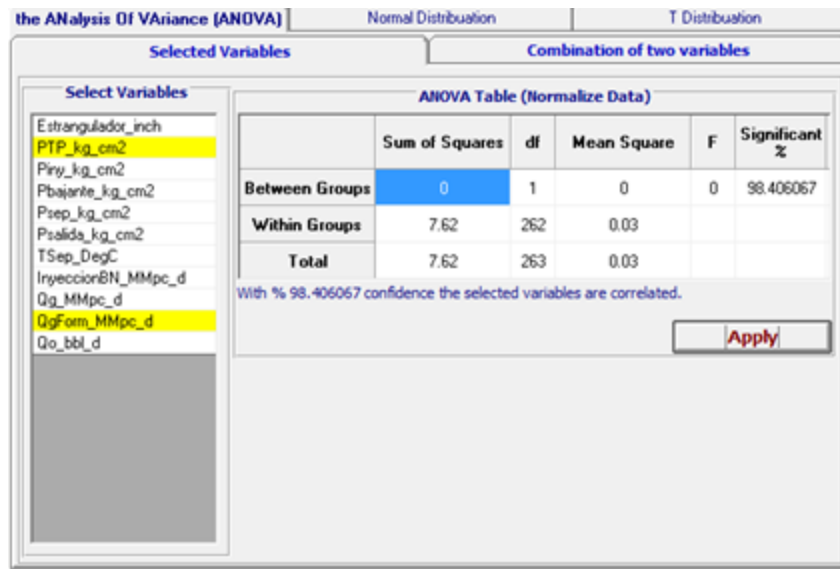 the ANalysis Of VAriance (ANOVA) Normal Distribuation T Distribuation
Selected Variables Combination of two variables
Select Variables
Estrangulador_inch
PTP_kg_cm2
Piny_kg_cm2
Pbajante_kg_cm2
Psep_kg_cm2
Psalida_kg_cm2
TSep_DegC
InyeccionBN_MMpc_d
Qg_MMpc_d
QgForm_MMpc_d
Qo_bbl_d
ANOVA Table (Normalize Data)
Sum of Squares df Mean Square F Significant %
Between Groups 0 1 0 0 98.406067
Within Groups 7.62 262 0.03
Total 7.62 263 0.03
With % 98.406067 confidence the selected variables are correlated.
Apply